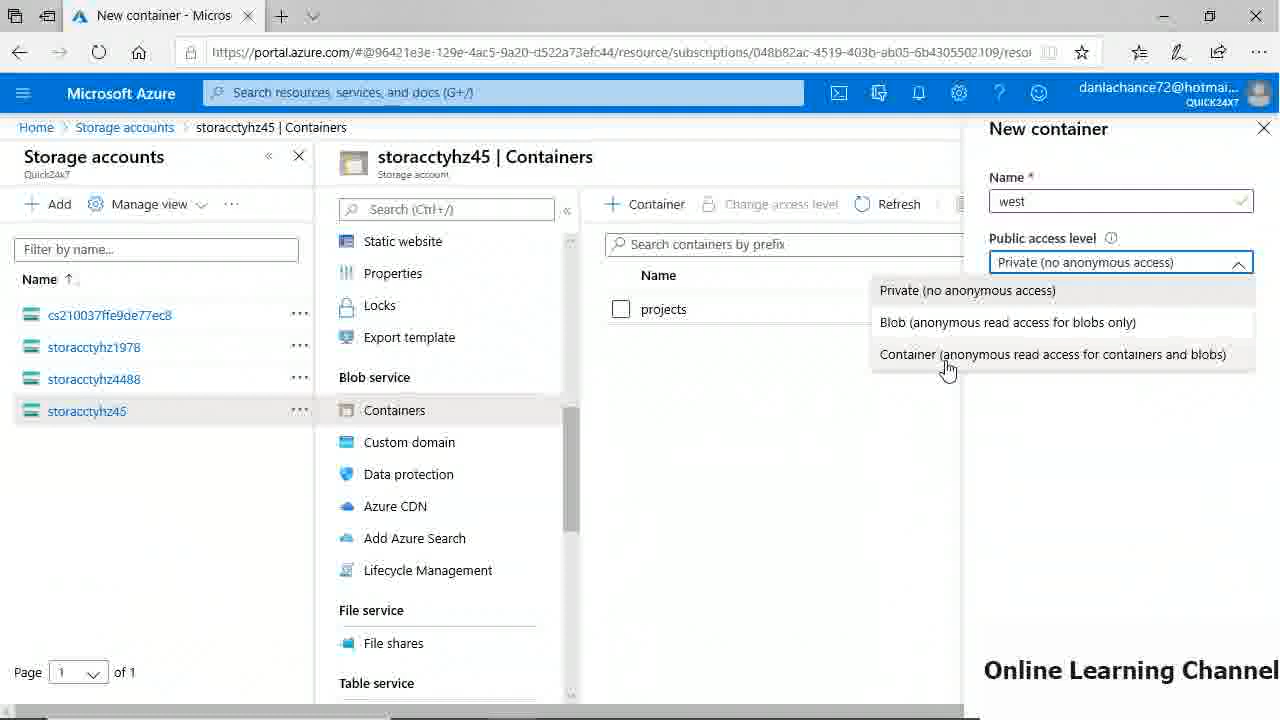 New container - Micros
https://portal.azure.com/#@96421e3e-129e-4ac5-9a20-d522a73efc44/resource/subscriptions/048b82ac-4519-403b-ab05-6b4305502109/resou
Microsoft Azure
Search resources, services, and docs (G+/)
danlachance72@hotmai...
QUICK24X7
Home > Storage accounts > storacctyhz45 | Containers
Storage accounts
Quick24x7
Add
Manage view
Filter by name...
Name
cs210037ffe9de77ec8
storacctyhz1978
storacctyhz4488
storacctyhz45
Page 1 of 1
storacctyhz45 | Containers
Storage account
Search (Ctrl+/)
Static website
Properties
Locks
Export template
Blob service
Containers
Custom domain
Data protection
Azure CDN
Add Azure Search
Lifecycle Management
File service
File shares
Table service
Container
Change access level
Refresh
Search containers by prefix
Name
projects
New container
Name *
west
Public access level
Private (no anonymous access)
Private (no anonymous access)
Blob (anonymous read access for blobs only)
Container (anonymous read access for containers and blobs)
Online Learning Channel